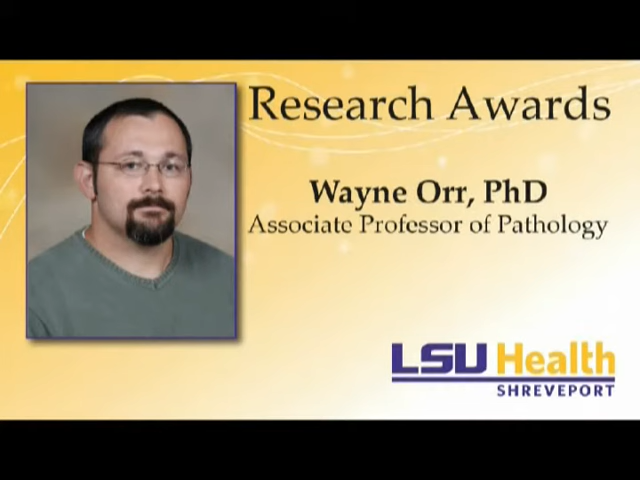 Research Awards
Wayne Orr, PhD
Associate Professor of Pathology
LSU Health
SHREVEPORT